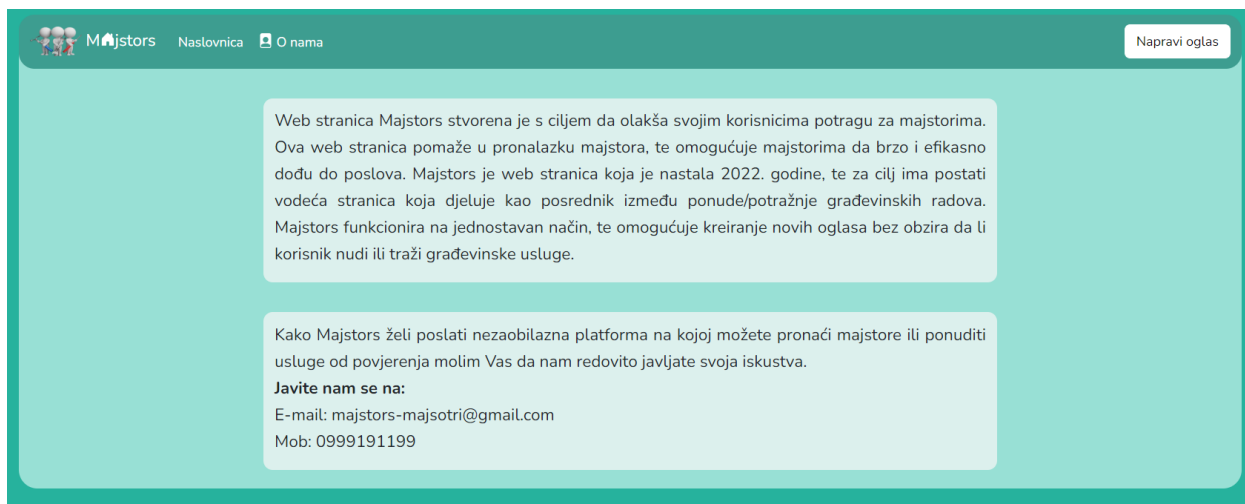 Majstors Naslovnica O nama Napravi oglas
Web stranica Majstors stvorena je s ciljem da olakša svojim korisnicima potragu za majstorima.
Ova web stranica pomaže u pronalazku majstora, te omogućuje majstorima da brzo i efikasno
dođu do poslova. Majstors je web stranica koja je nastala 2022. godine, te za cilj ima postati
vodeća stranica koja djeluje kao posrednik između ponude/potražnje građevinskih radova.
Majstors funkcionira na jednostavan način, te omogućuje kreiranje novih oglasa bez obzira da li
korisnik nudi ili traži građevinske usluge.
Kako Majstors želi poslati nezaobilazna platforma na kojoj možete pronaći majstore ili ponuditi
usluge od povjerenja molim Vas da nam redovito javljate svoja iskustva.
Javite nam se na:
E-mail: majstors-majsotri@gmail.com
Mob: 0999191199